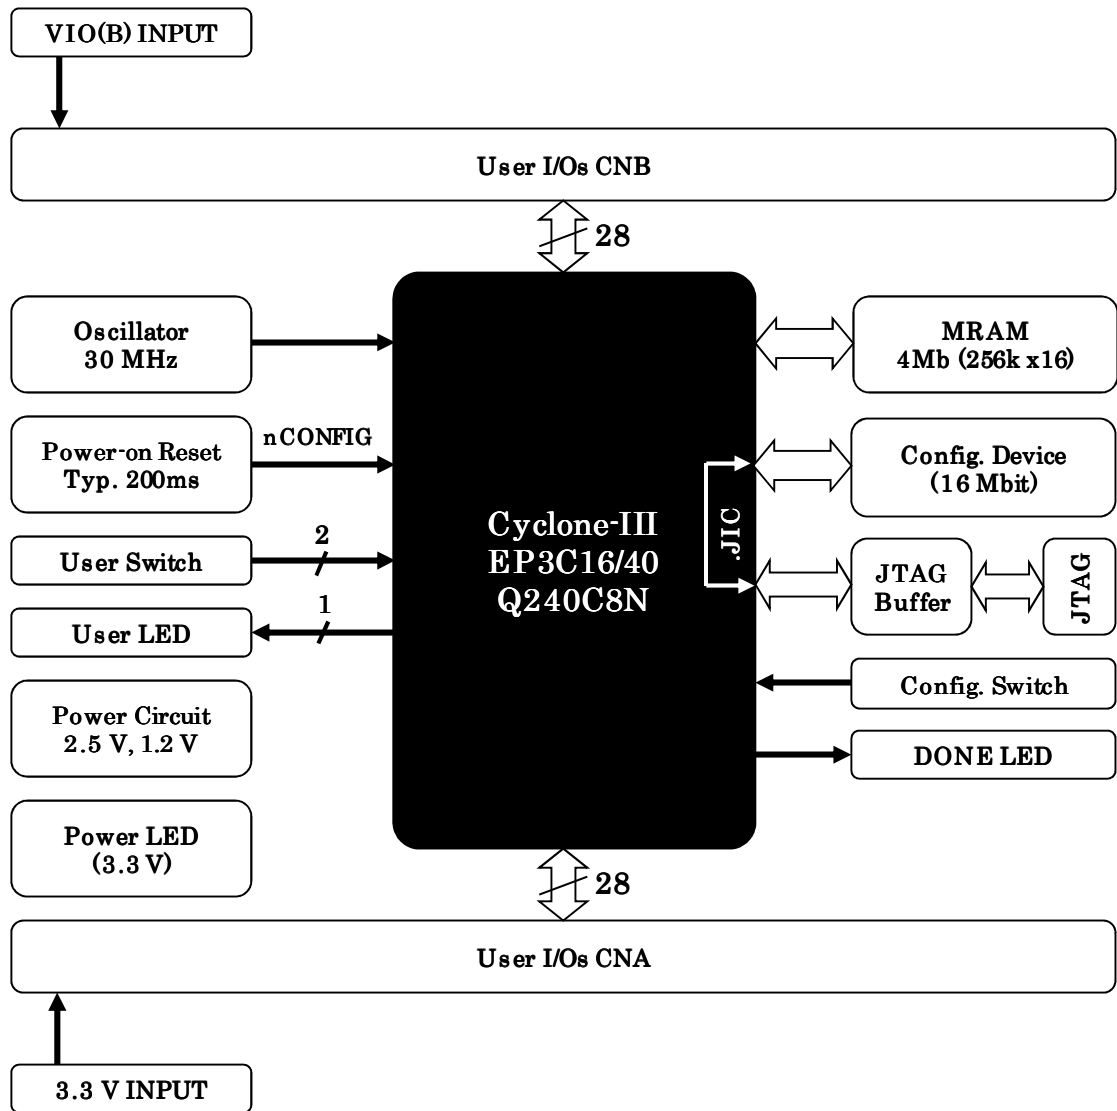 VIO(B) INPUT
User I/Os CNB
28
Oscillator
30 MHz
MRAM
4Mb (256k x16)
Power-on Reset
Typ. 200ms
nCONFIG
Config. Device
(16 Mbit)
Cyclone-III
EP3C16/40
Q240C8N
.JIC
User Switch
2
JTAG
Buffer
JTAG
User LED
1
Config. Switch
Power Circuit
2.5 V, 1.2 V
DONE LED
Power LED
(3.3 V)
28
User I/Os CNA
3.3 V INPUT